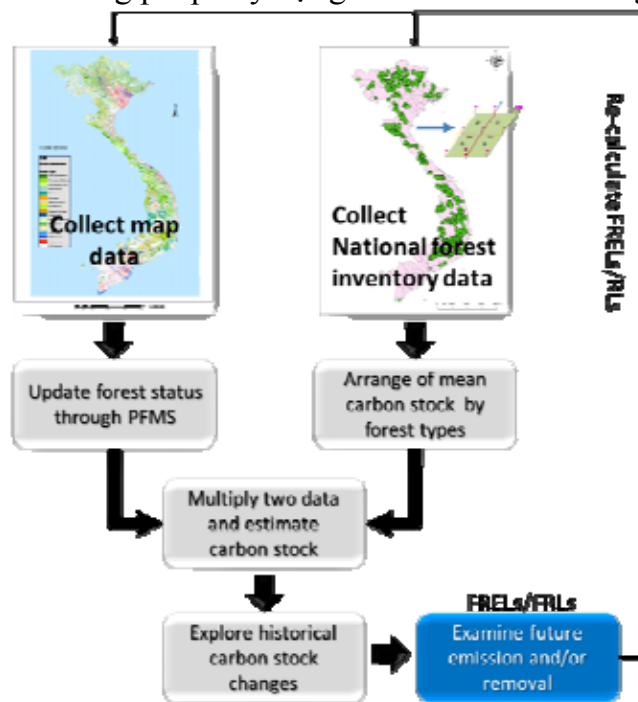 Collect map
data
Collect
National forest
inventory data
Re-calculate FRELs/RLs
Update forest status
through PFMS
Arrange of mean
carbon stock by
forest types
Multiply two data
and estimate
carbon stock
Explore historical
carbon stock
changes
FRELs/FRLs
Examine future
emission and/or
removal